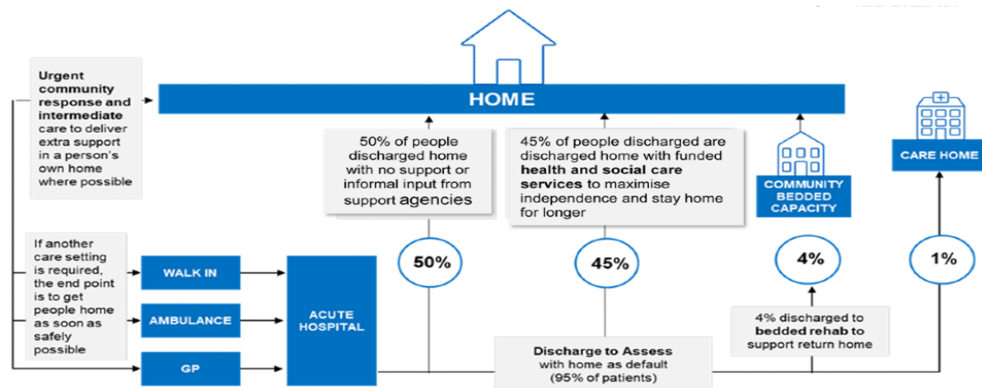 HOME
Urgent
community
response and
intermediate
care to deliver
extra support
in a person's
own home
where possible
50% of people
discharged home
with no support or
informal input from
support agencies
45% of people discharged are
discharged home with funded
health and social care
services to maximise
independence and stay home
for longer
COMMUNITY
BEDDED
CAPACITY
CARE HOME
50%
45%
4%
1%
If another
care setting
is required,
the end point
is to get
people home
as soon as
safely
possible
WALK IN
AMBULANCE
GP
ACUTE
HOSPITAL
Discharge to Assess
with home as default
(95% of patients)
4% discharged to
bedded rehab to
support return home